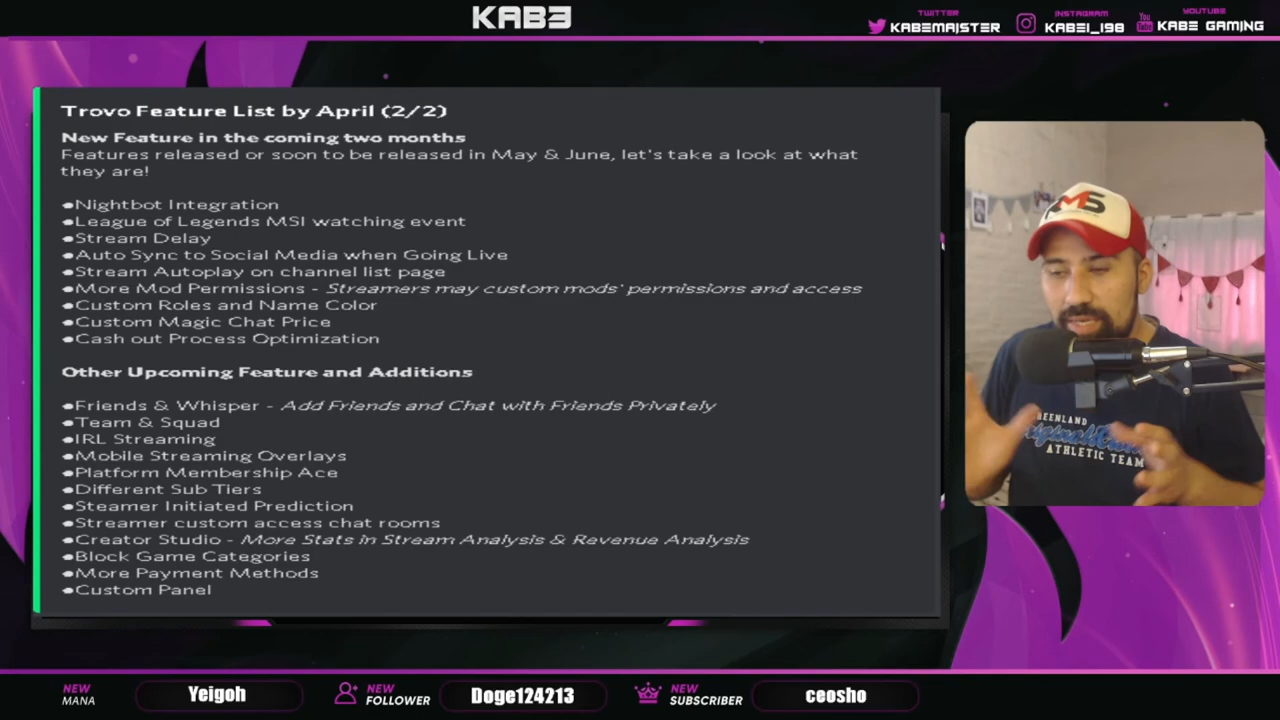 KAB3
TWITTER
KABEMAJSTER
INSTAGRAM
KABE1_198
YOUTUBE
KABE GAMING
Trovo Feature List by April (2/2)
New Feature in the coming two months
Features released or soon to be released in May & June, let's take a look at what
they are!
●Nightbot Integration
●League of Legends MSI watching event
●Stream Delay
●Auto Sync to Social Media when Going Live
●Stream Autoplay on channel list page
●More Mod Permissions - Streamers may custom mods' permissions and access
●Custom Roles and Name Color
●Custom Magic Chat Price
●Cash out Process Optimization
Other Upcoming Feature and Additions
●Friends & Whisper - Add Friends and Chat with Friends Privately
●Team & Squad
●IRL Streaming
●Mobile Streaming Overlays
●Platform Membership Ace
●Different Sub Tiers
●Steamer Initiated Prediction
●Streamer custom access chat rooms
●Creator Studio - More Stats in Stream Analysis & Revenue Analysis
●Block Game Categories
●More Payment Methods
●Custom Panel
ATHLETIC TEAM
NEW MANA
Yeigoh
NEW FOLLOWER
Doge124213
NEW SUBSCRIBER
ceosho